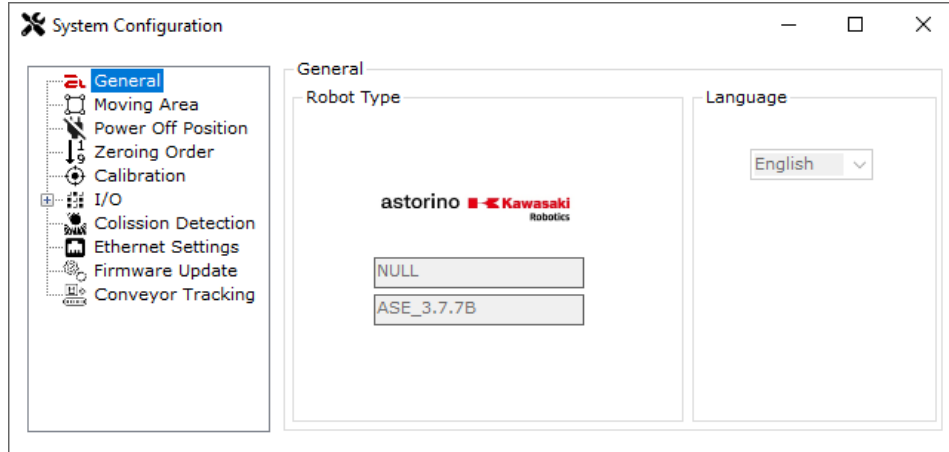 System Configuration
General
Moving Area
Power Off Position
Zeroing Order
Calibration
I/O
Colission Detection
Ethernet Settings
Firmware Update
Conveyor Tracking
General
Robot Type
astorino Kawasaki
Robotics
NULL
ASE_3.7.7B
Language
English